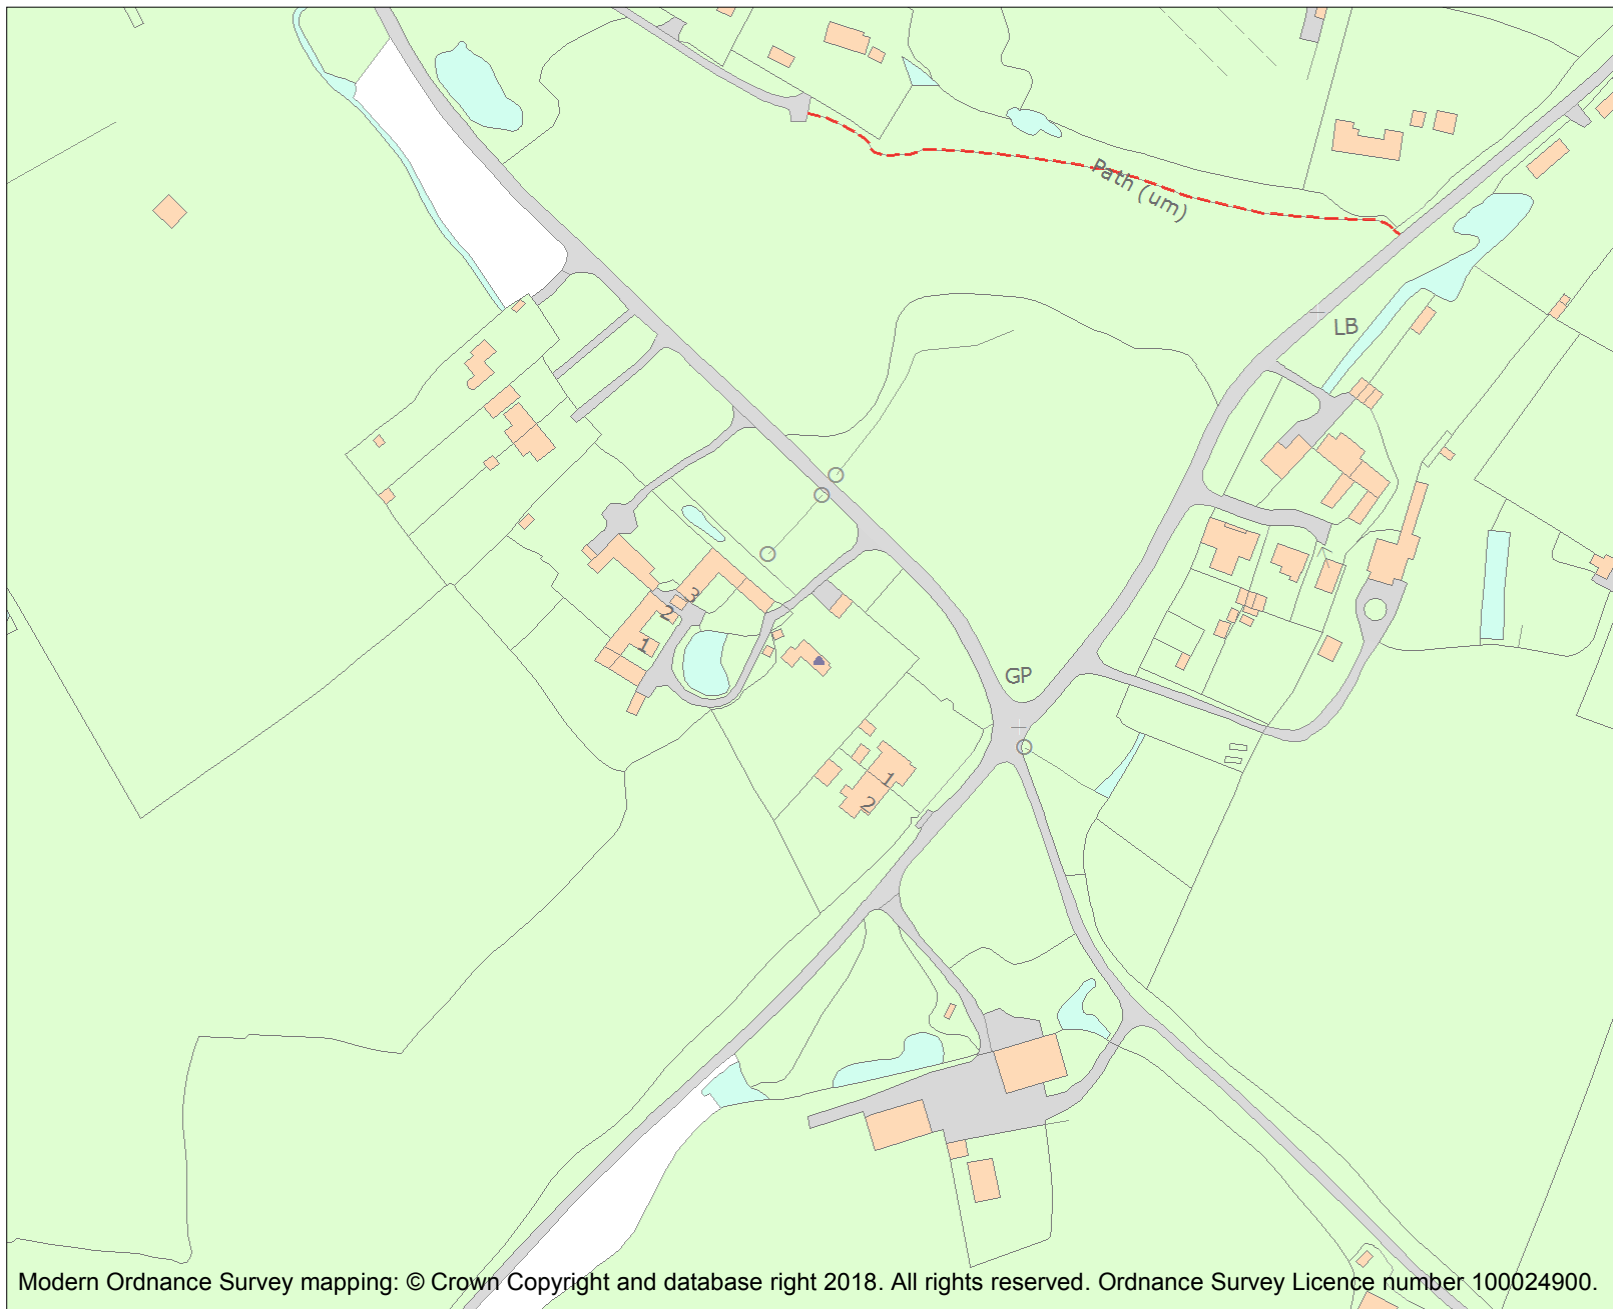 Path (um)
LB
3
2
1
GP
1
2
Modern Ordnance Survey mapping: © Crown Copyright and database right 2018. All rights reserved. Ordnance Survey Licence number 100024900.